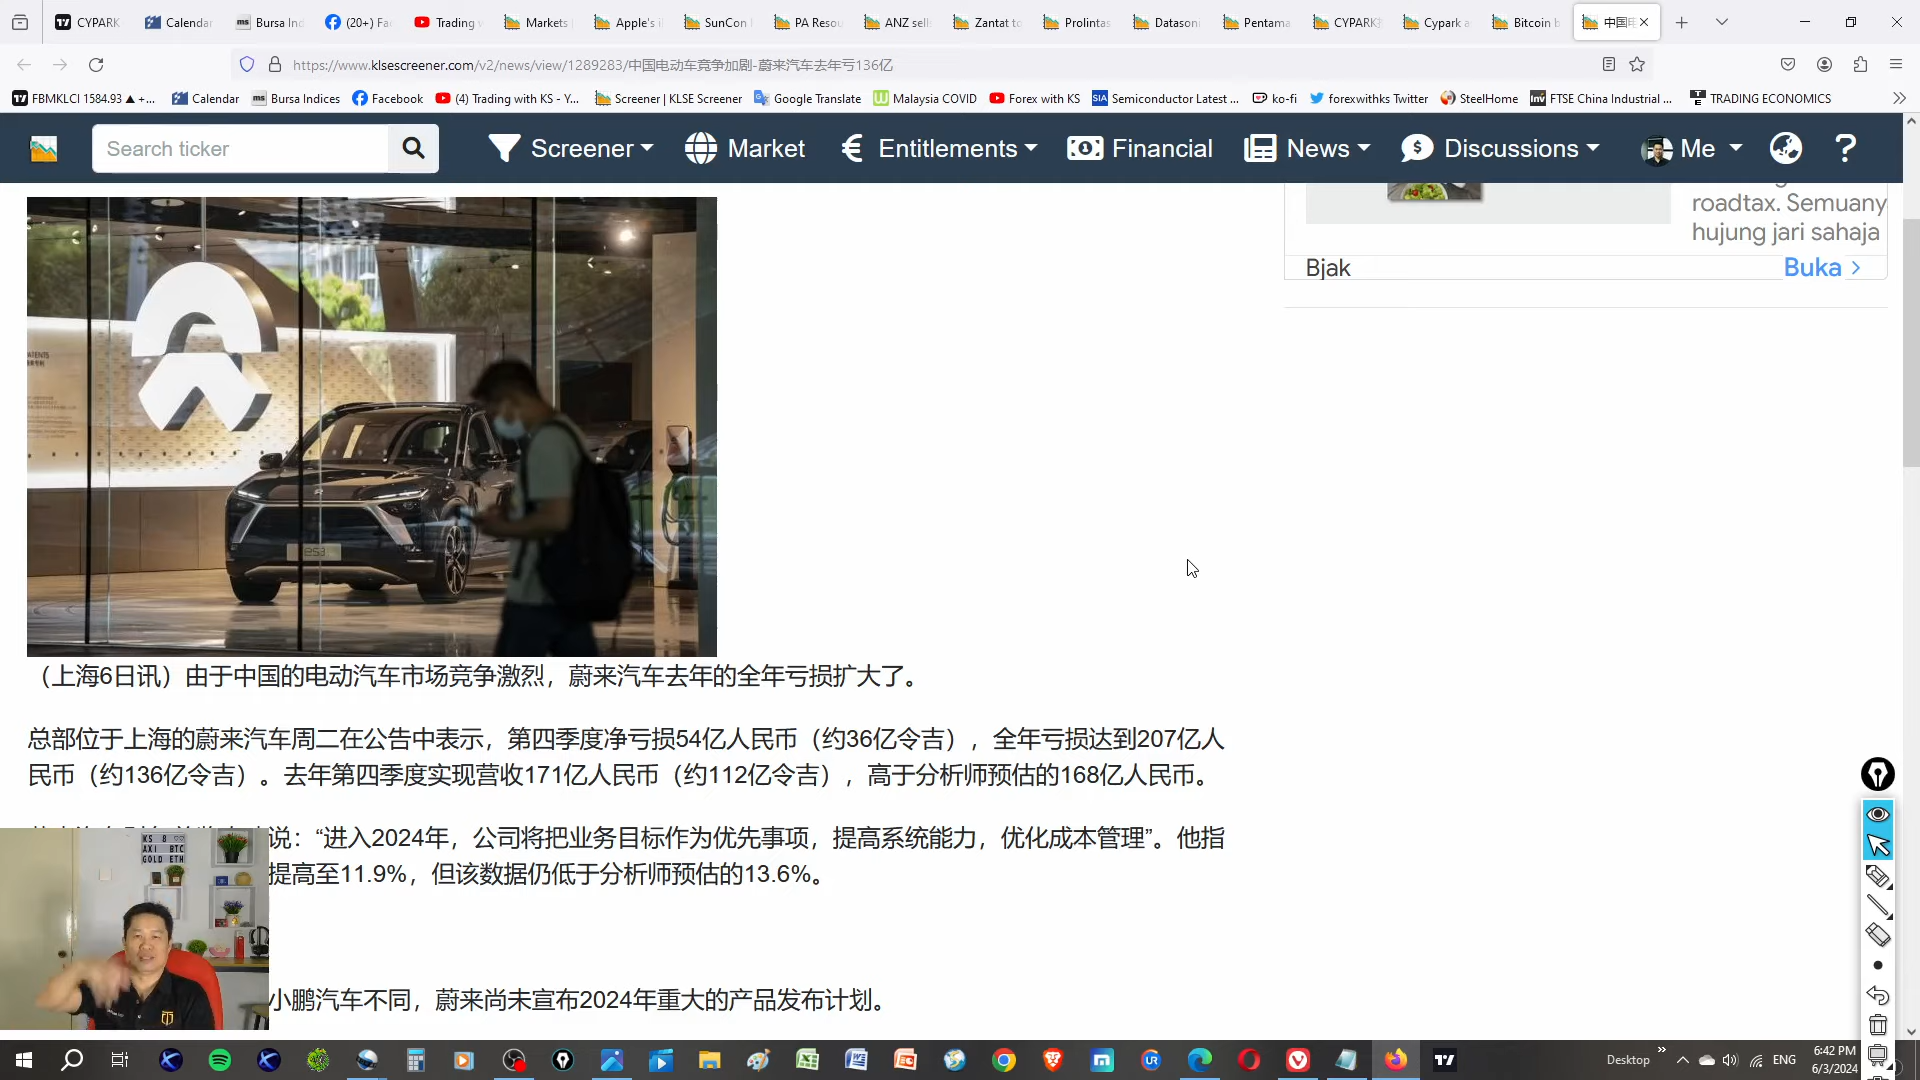 CYPARK
Calendar
Bursa Ind
(20+) Fa
Trading
Markets
Apple's i
SunCon
PA Resou
ANZ sell
Zantat to
Prolintas
Datason
Pentama
CYPARK
Cypark a
Bitcoin b
中国电
https://www.klsescreener.com/v2/news/view/1289283/中国电动车竞争加剧-蔚来汽车去年亏136亿
FBMKLCI 1584.93 ▲ +...
Calendar
Bursa Indices
Facebook
(4) Trading with KS - Y...
Screener | KLSE Screener
Google Translate
Malaysia COVID
Forex with KS
Semiconductor Latest ...
ko-fi
forexwithks Twitter
SteelHome
FTSE China Industrial ...
TRADING ECONOMICS
Search ticker
Screener
Market
Entitlements
Financial
News
Discussions
Me
?
roadtax. Semuany
hujung jari sahaja
Bjak
Buka
（上海6日讯）由于中国的电动汽车市场竞争激烈，蔚来汽车去年的全年亏损扩大了。
总部位于上海的蔚来汽车周二在公告中表示，第四季度净亏损54亿人民币（约36亿令吉），全年亏损达到207亿人
民币（约136亿令吉）。去年第四季度实现营收171亿人民币（约112亿令吉），高于分析师预估的168亿人民币。
说：“进入2024年，公司将把业务目标作为优先事项，提高系统能力，优化成本管理”。他指
提高至11.9%，但该数据仍低于分析师预估的13.6%。
小鹏汽车不同，蔚来尚未宣布2024年重大的产品发布计划。
KS 8
AXI BTC
GOLD ETH
Desktop
ENG
6:42 PM
6/3/2024